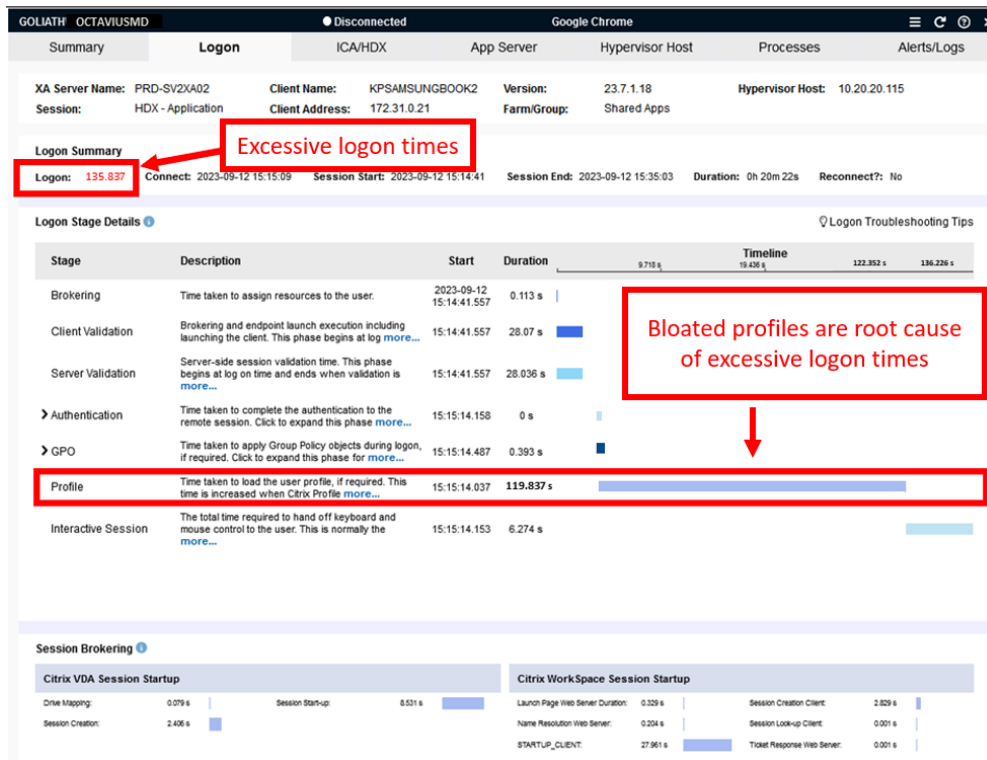 GOLIATH OCTAVIUSMD Disconnected Google Chrome
Summary Logon ICA/HDX App Server Hypervisor Host Processes Alerts/Logs
XA Server Name: PRD-SV2XA02 Client Name: KPSAMSUNGBOOK2 Version: 23.7.1.18 Hypervisor Host: 10.20.20.115
Session: HDX - Application Client Address: 172.31.0.21 Farm/Group: Shared Apps
Excessive logon times
Logon Summary
Logon: 135.837 Connect: 2023-09-12 15:15:09 Session Start: 2023-09-12 15:14:41 Session End: 2023-09-12 15:35:03 Duration: 0h 20m 22s Reconnect?: No
Logon Stage Details Logon Troubleshooting Tips
Stage Description Start Duration Timeline
9.718 s 19.436 s 122.352 s 136.226 s
Brokering Time taken to assign resources to the user. 2023-09-12 15:14:41.557 0.113 s
Client Validation Brokering and endpoint launch execution including
launching the client. This phase begins at log more... 15:14:41.557 28.07 s
Server Validation Server-side session validation time. This phase
begins at log on time and ends when validation is
more... 15:14:41.557 28.036 s
Bloated profiles are root cause
of excessive logon times
Authentication Time taken to complete the authentication to the
remote session. Click to expand this phase more... 15:15:14.158 0 s
GPO Time taken to apply Group Policy objects during logon,
if required. Click to expand this phase for more... 15:15:14.487 0.393 s
Profile Time taken to load the user profile, if required. This
time is increased when Citrix Profile more... 15:15:14.037 119.837 s
Interactive Session The total time required to hand off keyboard and
mouse control to the user. This is normally the
more... 15:15:14.153 6.274 s
Session Brokering
Citrix VDA Session Startup Citrix WorkSpace Session Startup
Drive Mapping: 0.079 s Session Start-up: 8.531 s Launch Page Web Server Duration: 0.329 s Session Creation Client: 2.829 s
Session Creation: 2.406 s Name Resolution Web Server: 0.204 s Session Look-up Client: 0.001 s
STARTUP_CLIENT: 27.961 s Ticket Response Web Server: 0.001 s